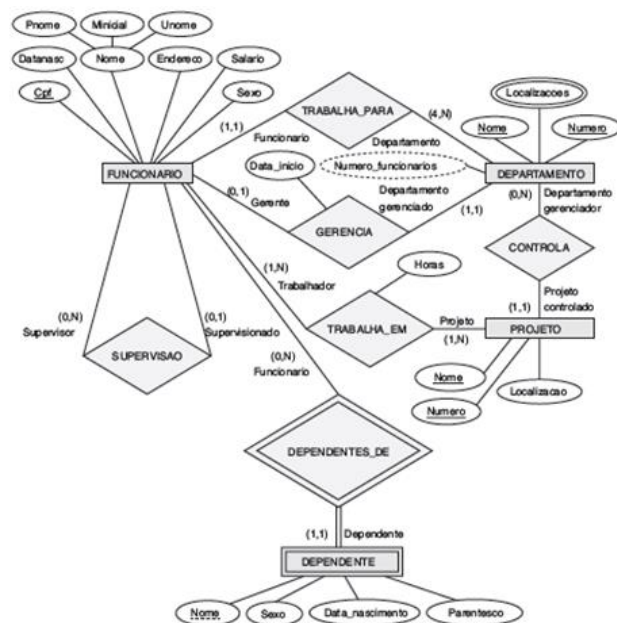 Pnome Minicial Unome
Datanasc Nome Endereco Salario
Cpf Sexo
Localizacoes
TRABALHA_PARA
(1,1) (4,N)
Funcionario Departamento
Nome Numero
Data_inicio Numero_funcionarios
FUNCIONARIO DEPARTAMENTO
(0,1) Departamento
Gerente gerenciado
GERENCIA (1,1)
(0,N) Departamento
gerenciador
CONTROLA
(1,N) Horas
Trabalhador
Projeto
(1,1) controlado
(0,N) (0,1)
Supervisor Supervisionado
SUPERVISAO
TRABALHA_EM Projeto PROJETO
(1,N)
(0,N)
Funcionario
Nome
Numero Localizacao
DEPENDENTES_DE
(1,1) Dependente
DEPENDENTE
Nome Sexo Data_nascimento Parentesco